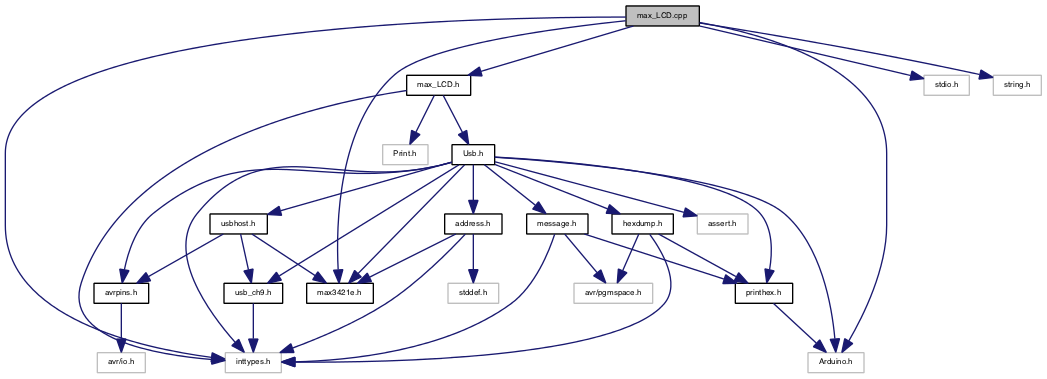 max_LCD.cpp
max_LCD.h
stdio.h
string.h
Print.h
Usb.h
usbhost.h
address.h
message.h
hexdump.h
assert.h
avrpins.h
usb_ch9.h
max3421e.h
stddef.h
avr/pgmspace.h
printhex.h
avr/io.h
inttypes.h
Arduino.h